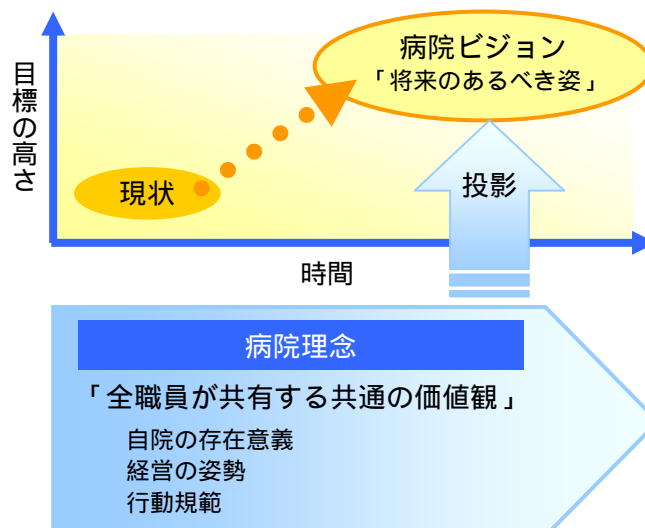 目標の高さ
病院ビジョン
「将来のあるべき姿」
現状
投影
時間
病院理念
「全職員が共有する共通の価値観」
自院の存在意義
経営の姿勢
行動規範